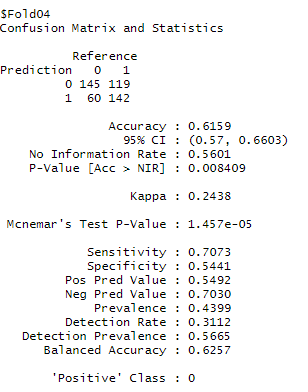 $Fold04
Confusion Matrix and Statistics
Reference
Prediction 0 1
0 145 119
1 60 142
Accuracy : 0.6159
95% CI : (0.57, 0.6603)
No Information Rate : 0.5601
P-Value [Acc > NIR] : 0.008409
Kappa : 0.2438
Mcnemar's Test P-Value : 1.457e-05
Sensitivity : 0.7073
Specificity : 0.5441
Pos Pred Value : 0.5492
Neg Pred Value : 0.7030
Prevalence : 0.4399
Detection Rate : 0.3112
Detection Prevalence : 0.5665
Balanced Accuracy : 0.6257
'Positive' Class : 0